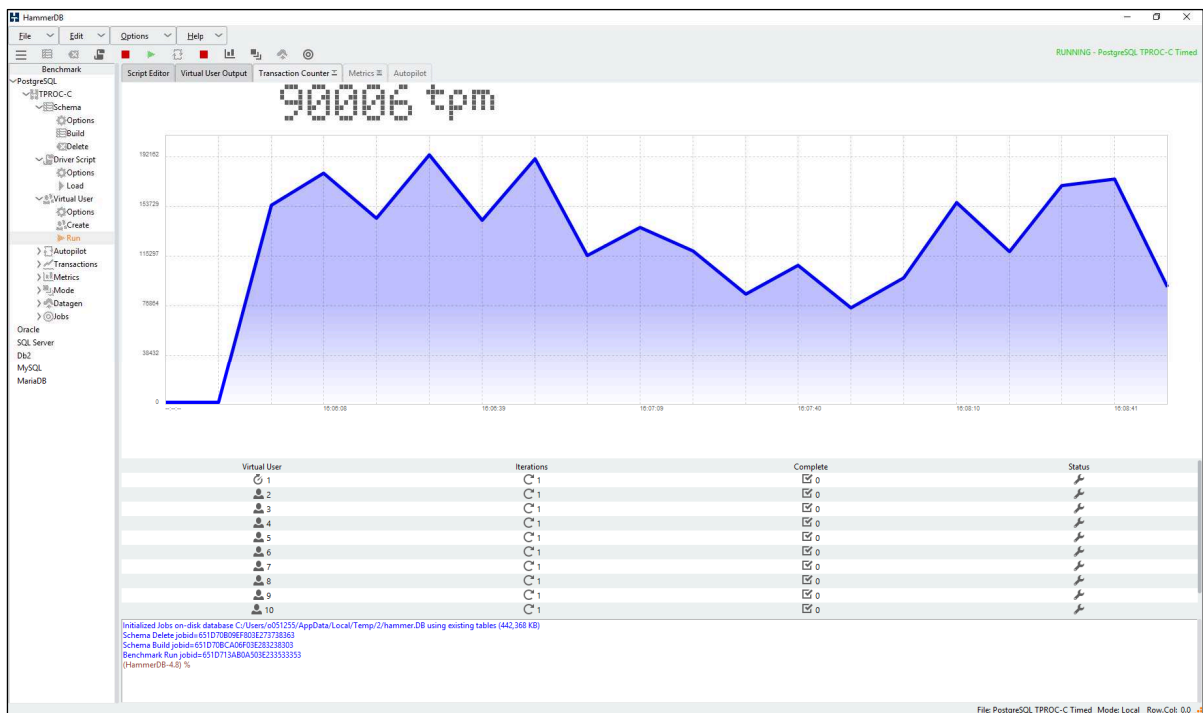 HammerDB
File Edit Options Help
RUNNING - PostgreSQL TPROC-C Timed
Benchmark
Script Editor Virtual User Output Transaction Counter Metrics Autopilot
PostgreSQL
TPROC-C
Schema
Options
Build
Delete
Driver Script
Options
Load
Virtual User
Options
Create
Run
Autopilot
Transactions
Metrics
Mode
Datagen
Jobs
Oracle
SQL Server
Db2
MySQL
MariaDB
90006 tpm
192162
153729
115297
76864
38432
0
--:--:-- 16:06:08 16:06:39 16:07:09 16:07:40 16:08:10 16:08:41
Virtual User Iterations Complete Status
1 1 0
2 1 0
3 1 0
4 1 0
5 1 0
6 1 0
7 1 0
8 1 0
9 1 0
10 1 0
Initialized Jobs on-disk database C:/Users/o051255/AppData/Local/Temp/2/hammer.DB using existing tables (442,368 KB)
Schema Delete jobid=651D70B09EF803E273738363
Schema Build jobid=651D70BCA06F03E283238303
Benchmark Run jobid=651D713AB0A503E233533353
(HammerDB-4.8) %
File: PostgreSQL TPROC-C Timed Mode: Local Row.Col: 0.0